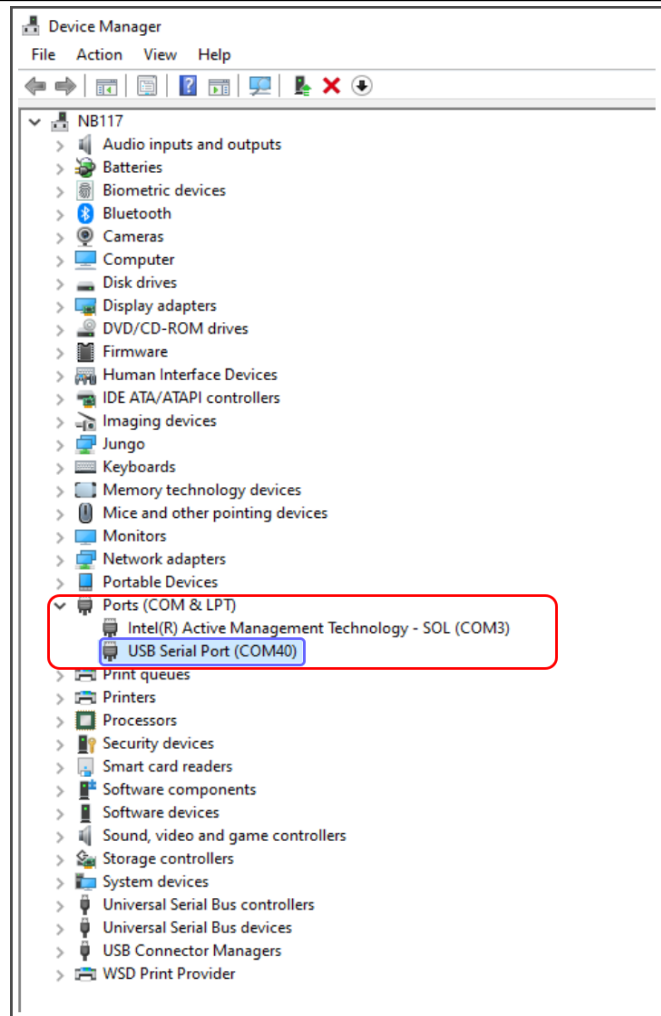 Device Manager
File Action View Help
NB117
Audio inputs and outputs
Batteries
Biometric devices
Bluetooth
Cameras
Computer
Disk drives
Display adapters
DVD/CD-ROM drives
Firmware
Human Interface Devices
IDE ATA/ATAPI controllers
Imaging devices
Jungo
Keyboards
Memory technology devices
Mice and other pointing devices
Monitors
Network adapters
Portable Devices
Ports (COM & LPT)
Intel(R) Active Management Technology - SOL (COM3)
USB Serial Port (COM40)
Print queues
Printers
Processors
Security devices
Smart card readers
Software components
Software devices
Sound, video and game controllers
Storage controllers
System devices
Universal Serial Bus controllers
Universal Serial Bus devices
USB Connector Managers
WSD Print Provider